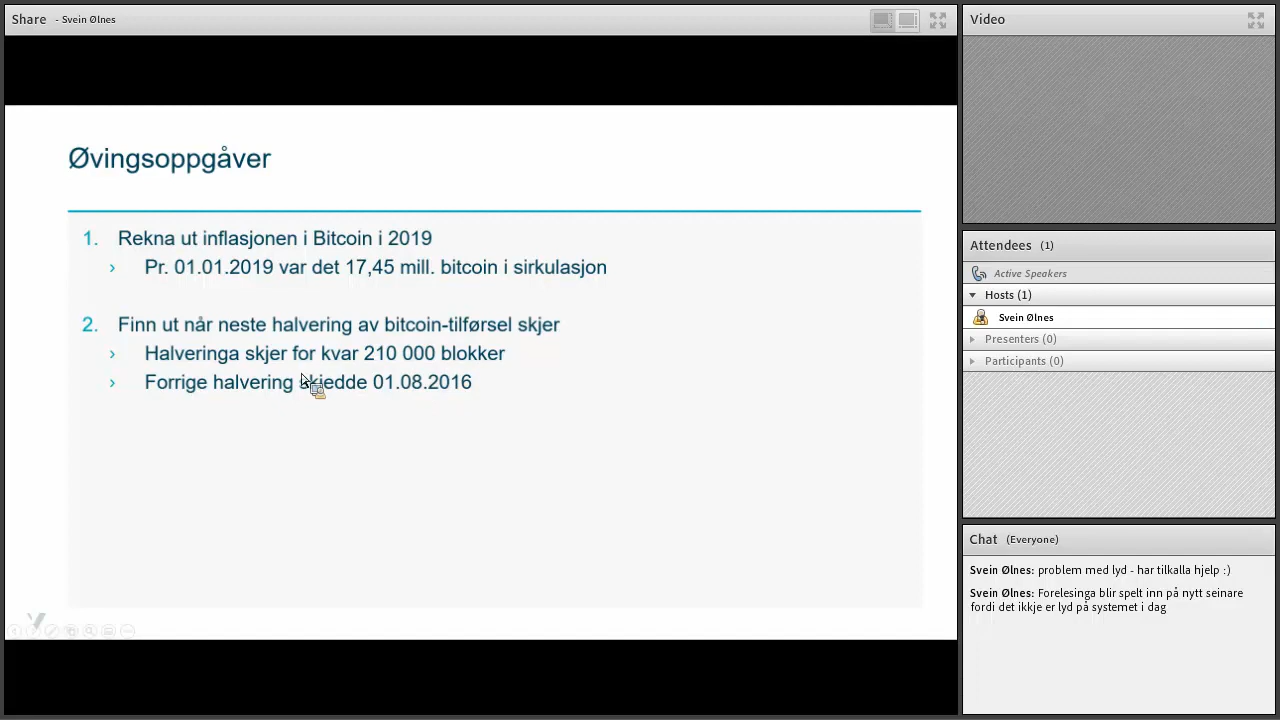 Share - Svein Ølnes
Øvingsoppgåver
1. Rekna ut inflasjonen i Bitcoin i 2019
› Pr. 01.01.2019 var det 17,45 mill. bitcoin i sirkulasjon
2. Finn ut når neste halvering av bitcoin-tilførsel skjer
› Halveringa skjer for kvar 210 000 blokker
› Forrige halvering skjedde 01.08.2016
Video
Attendees (1)
Active Speakers
Hosts (1)
Svein Ølnes
Presenters (0)
Participants (0)
Chat (Everyone)
Svein Ølnes: problem med lyd - har tilkalla hjelp :)
Svein Ølnes: Forelesinga blir spelt inn på nytt seinare
fordi det ikkje er lyd på systemet i dag